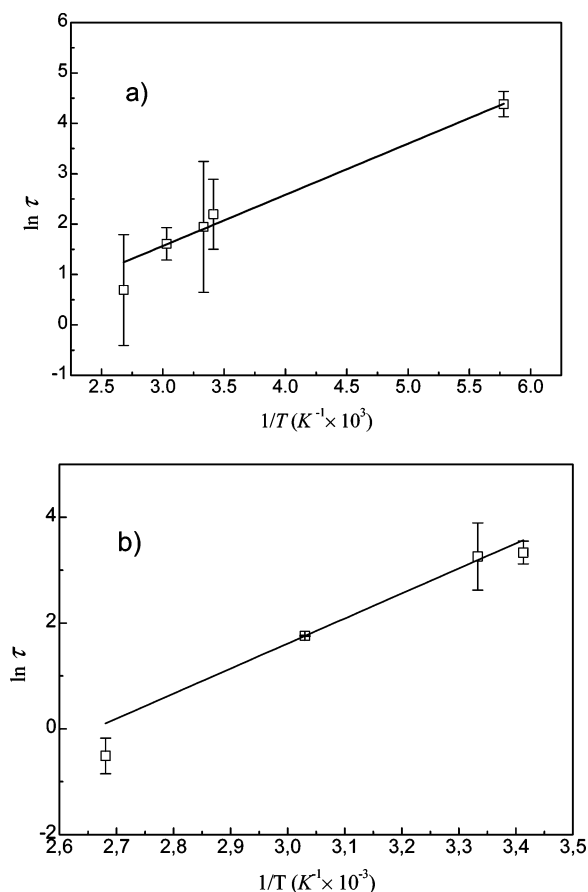 6
5
a)
4
3
ln τ
2
1
0
-1
2.5 3.0 3.5 4.0 4.5 5.0 5.5 6.0
1/T (K⁻¹× 10³)
4
b)
2
ln τ
0
-2
2,6 2,7 2,8 2,9 3,0 3,1 3,2 3,3 3,4 3,5
1/T (K⁻¹× 10⁻³)